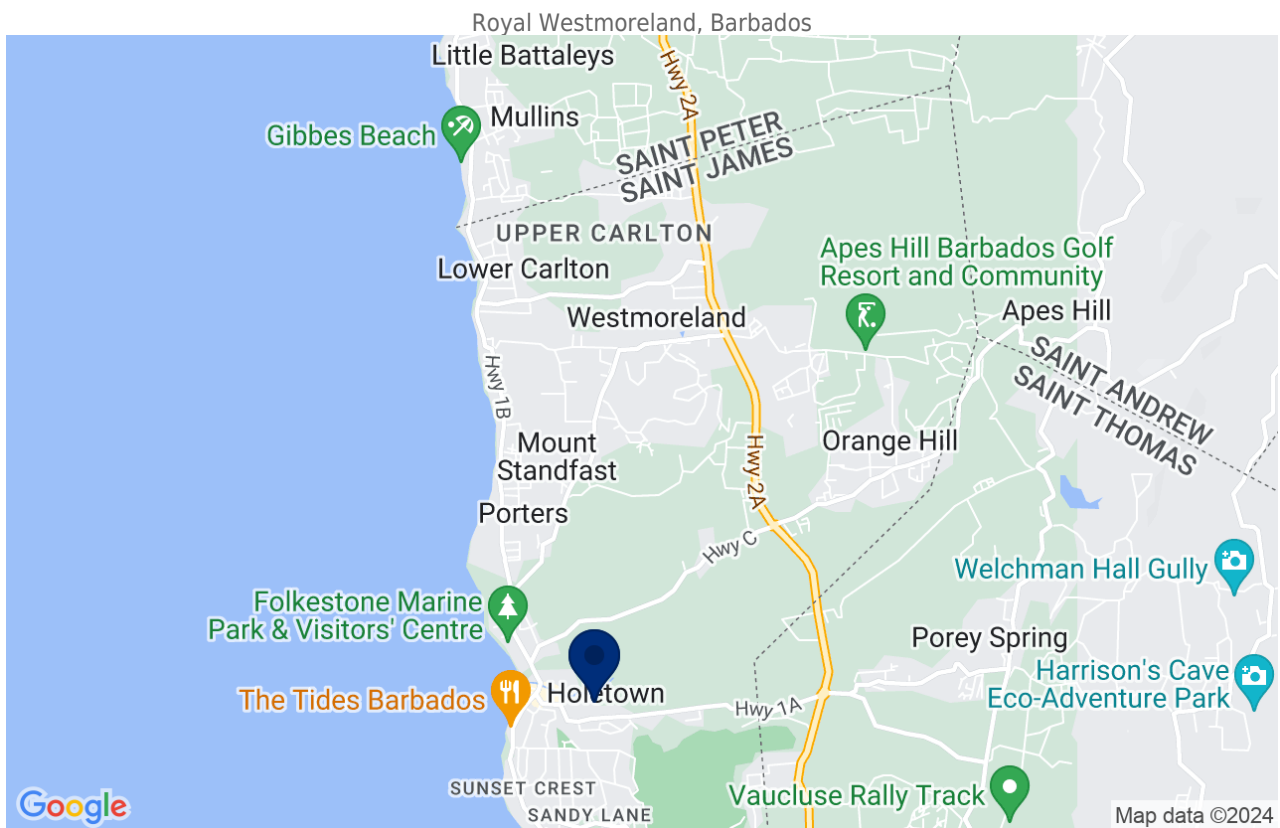 Royal Westmoreland, Barbados
Little Battaleys
Hwy 2A
Mullins
Gibbes Beach
SAINT PETER
SAINT JAMES
UPPER CARLTON
Lower Carlton
Apes Hill Barbados Golf
Resort and Community
Westmoreland
Apes Hill
SAINT ANDREW
SAINT THOMAS
Hwy 1B
Mount
Standfast
Orange Hill
Hwy 2A
Porters
Hwy C
Welchman Hall Gully
Folkestone Marine
Park & Visitors' Centre
Porey Spring
Harrison's Cave
Eco-Adventure Park
The Tides Barbados
Holetown
Hwy 1A
SUNSET CREST
SANDY LANE
Vaucluse Rally Track
Google
Map data ©2024